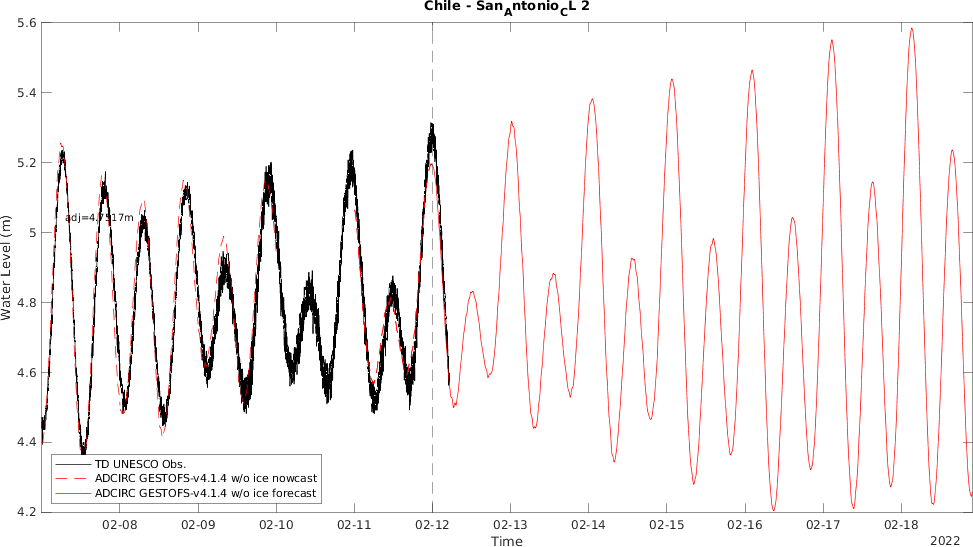 Chile - San_Antonio_CL 2
5.6
5.4
5.2
5
4.8
4.6
4.4
4.2
Water Level (m)
adj=4.7517m
TD UNESCO Obs.
ADCIRC GESTOFS-v4.1.4 w/o ice nowcast
ADCIRC GESTOFS-v4.1.4 w/o ice forecast
02-08 02-09 02-10 02-11 02-12 02-13 02-14 02-15 02-16 02-17 02-18
Time
2022